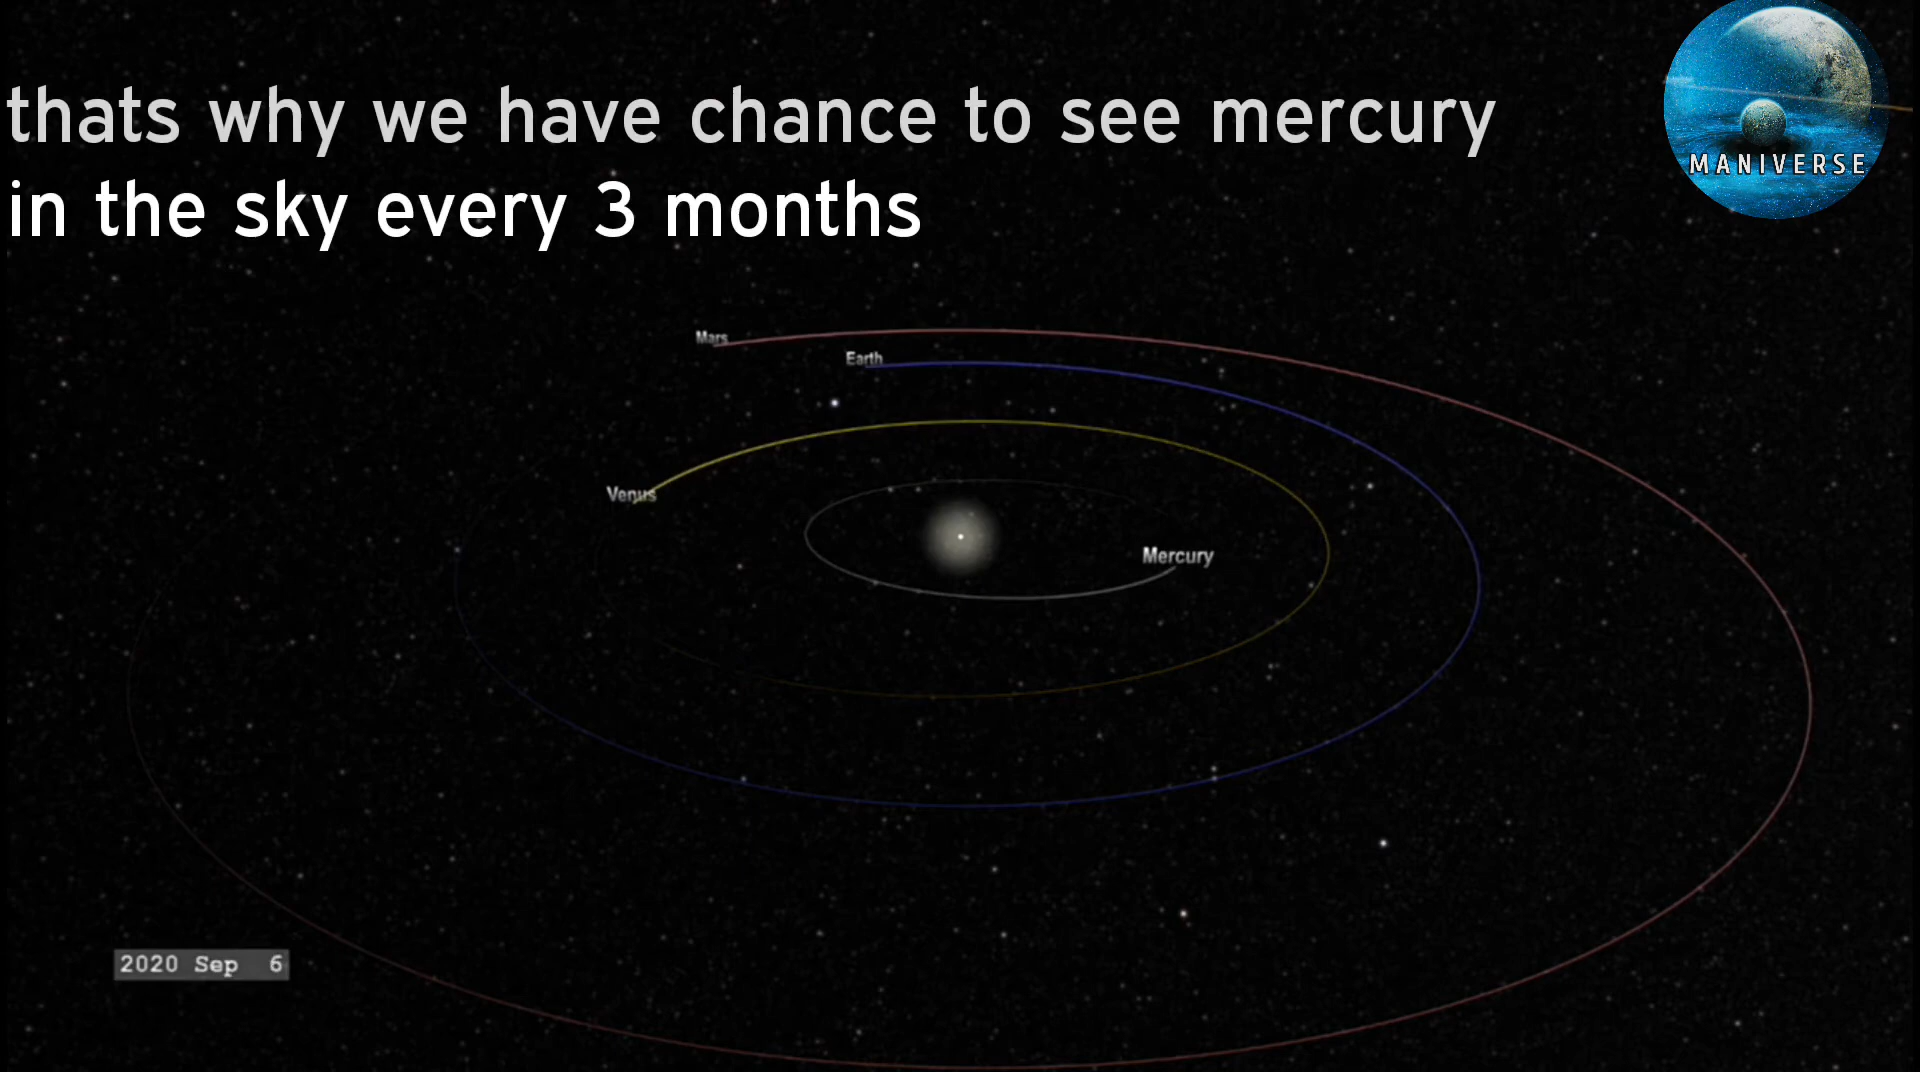 thats why we have chance to see mercury
in the sky every 3 months
MANIVERSE
Mars
Earth
Venus
Mercury
2020 Sep 6